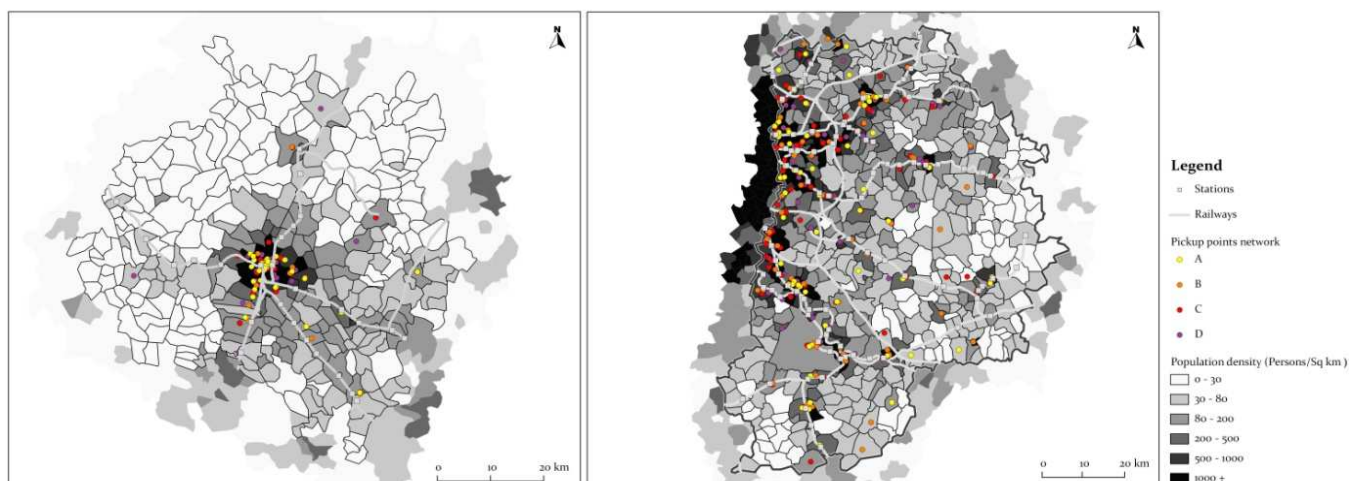 N
0 10 20 km
N
0 10 20 km
Legend
Stations
Railways
Pickup points network
A
B
C
D
Population density (Persons/Sq km )
0 - 30
30 - 80
80 - 200
200 - 500
500 - 1000
1000 +